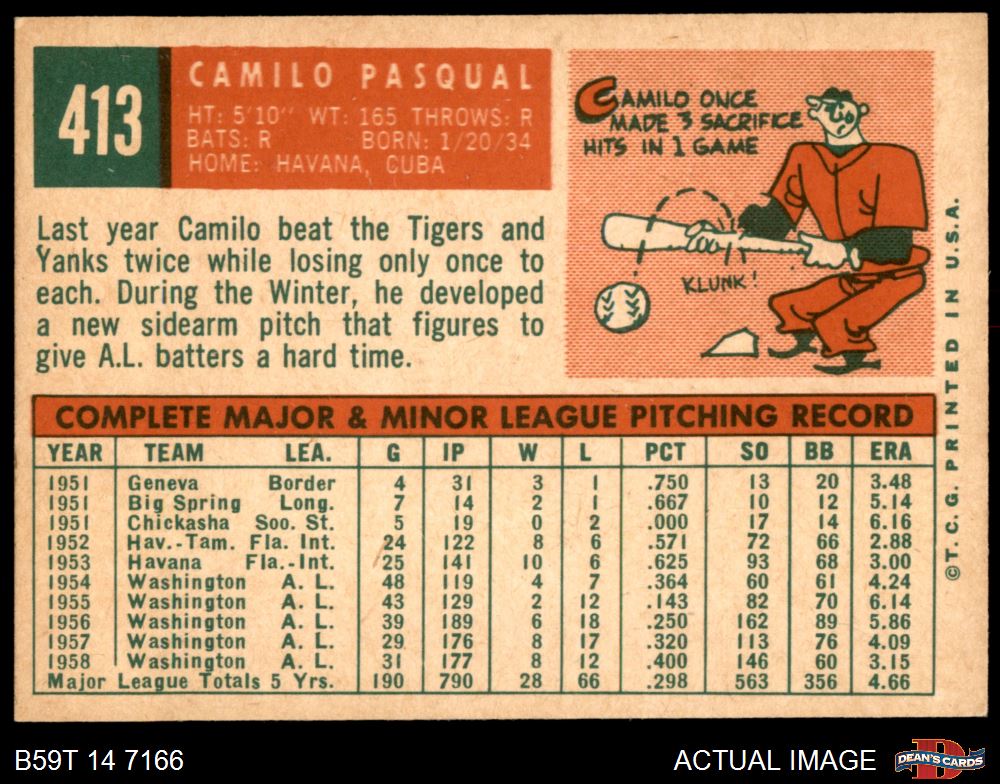 413
CAMILO PASQUAL
HT: 5'10" WT: 165 THROWS: R
BATS: R BORN: 1/20/34
HOME: HAVANA, CUBA
Last year Camilo beat the Tigers and
Yanks twice while losing only once to
each. During the Winter, he developed
a new sidearm pitch that figures to
give A.L. batters a hard time.
CAMILO ONCE
MADE 3 SACRIFICE
HITS IN 1 GAME
KLUNK!
©T.C.G. PRINTED IN U.S.A.
COMPLETE MAJOR & MINOR LEAGUE PITCHING RECORD
YEAR TEAM LEA. G IP W L PCT SO BB ERA
1951 Geneva Border 4 31 3 1 .750 13 20 3.48
1951 Big Spring Long. 7 14 2 1 .667 10 12 5.14
1951 Chickasha Soo. St. 5 19 0 2 .000 17 14 6.16
1952 Hav.-Tam. Fla. Int. 24 122 8 6 .571 72 66 2.88
1953 Havana Fla.-Int. 25 141 10 6 .625 93 68 3.00
1954 Washington A. L. 48 119 4 7 .364 60 61 4.24
1955 Washington A. L. 43 129 2 12 .143 82 70 6.14
1956 Washington A. L. 39 189 6 18 .250 162 89 5.86
1957 Washington A. L. 29 176 8 17 .320 113 76 4.09
1958 Washington A. L. 31 177 8 12 .400 146 60 3.15
Major League Totals 5 Yrs. 190 790 28 66 .298 563 356 4.66
B59T 14 7166
ACTUAL IMAGE
D
DEAN'S CARDS